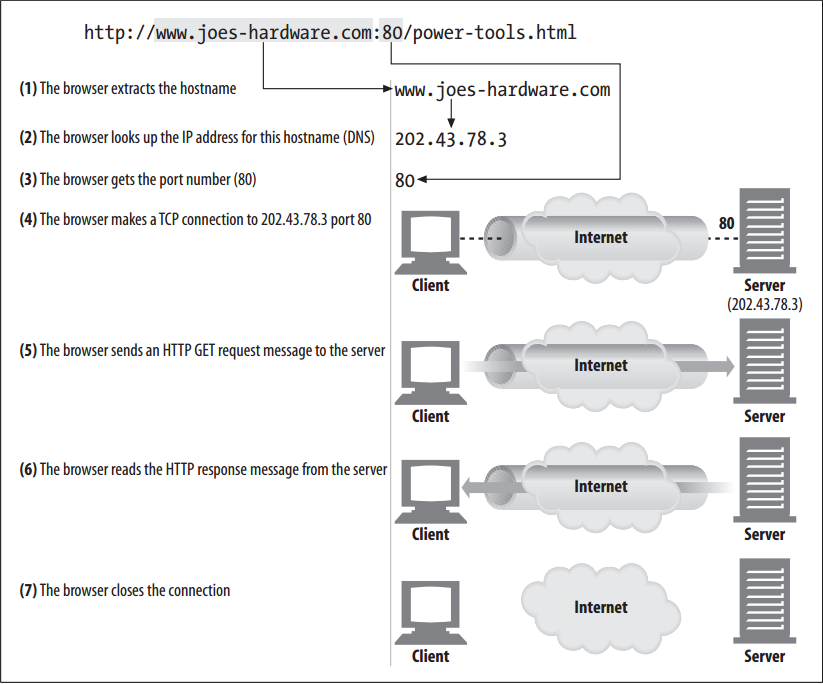 http://www.joes-hardware.com:80/power-tools.html
(1) The browser extracts the hostname
www.joes-hardware.com
(2) The browser looks up the IP address for this hostname (DNS)
202.43.78.3
(3) The browser gets the port number (80)
80
(4) The browser makes a TCP connection to 202.43.78.3 port 80
Internet
80
Client
Server
(202.43.78.3)
(5) The browser sends an HTTP GET request message to the server
Internet
Client
Server
(6) The browser reads the HTTP response message from the server
Internet
Client
Server
(7) The browser closes the connection
Internet
Client
Server